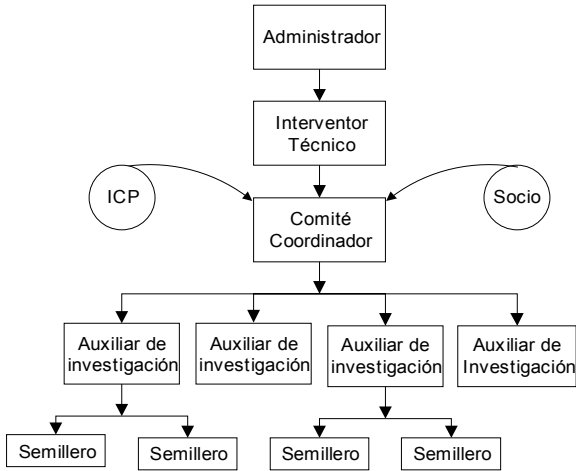 Administrador
Interventor
Técnico
ICP
Socio
Comité
Coordinador
Auxiliar de
investigación
Auxiliar de
investigación
Auxiliar de
investigación
Auxiliar de
Investigación
Semillero
Semillero
Semillero
Semillero